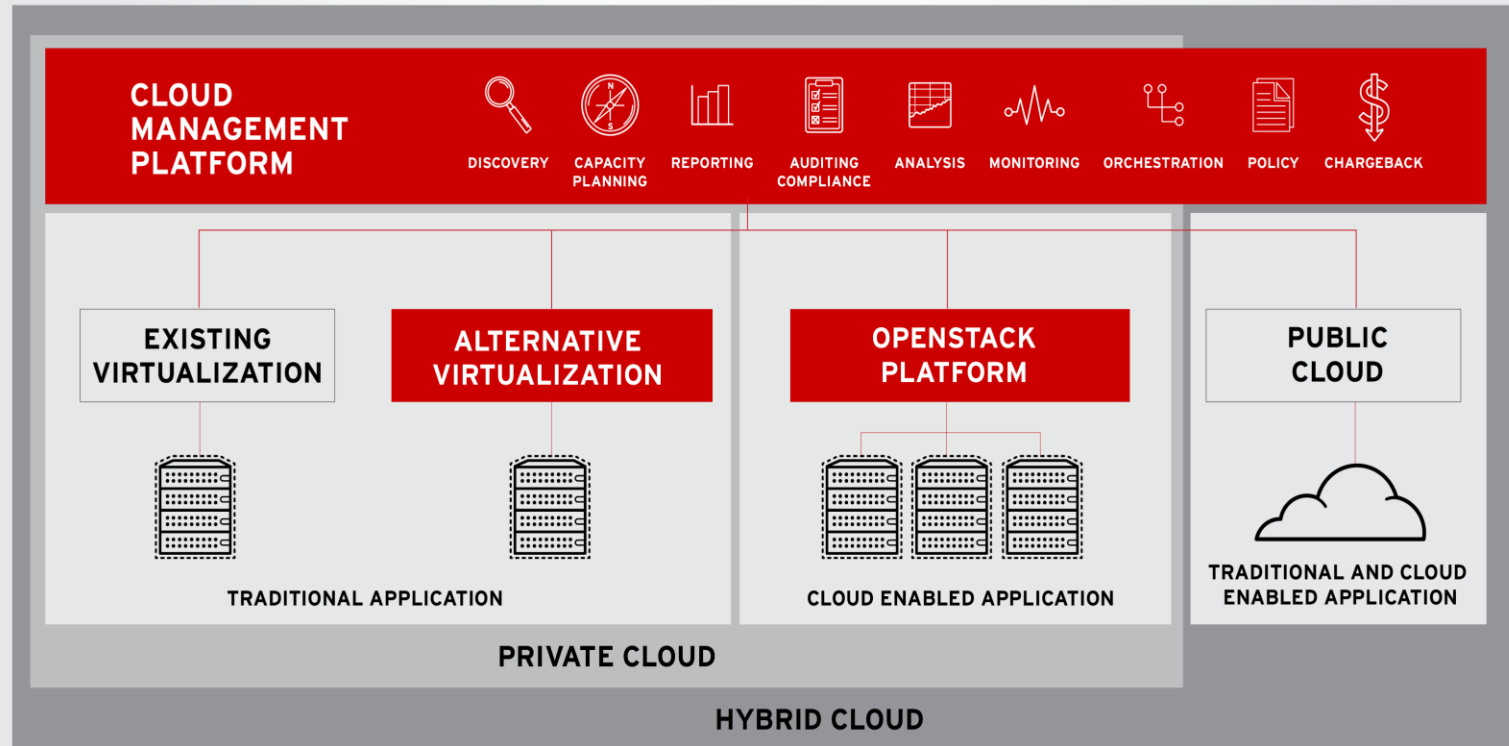 CLOUD
MANAGEMENT
PLATFORM
N
S
DISCOVERY
CAPACITY
PLANNING
REPORTING
AUDITING
COMPLIANCE
ANALYSIS
MONITORING
ORCHESTRATION
POLICY
CHARGEBACK
EXISTING
VIRTUALIZATION
ALTERNATIVE
VIRTUALIZATION
OPENSTACK
PLATFORM
PUBLIC
CLOUD
TRADITIONAL APPLICATION
CLOUD ENABLED APPLICATION
TRADITIONAL AND CLOUD
ENABLED APPLICATION
PRIVATE CLOUD
HYBRID CLOUD